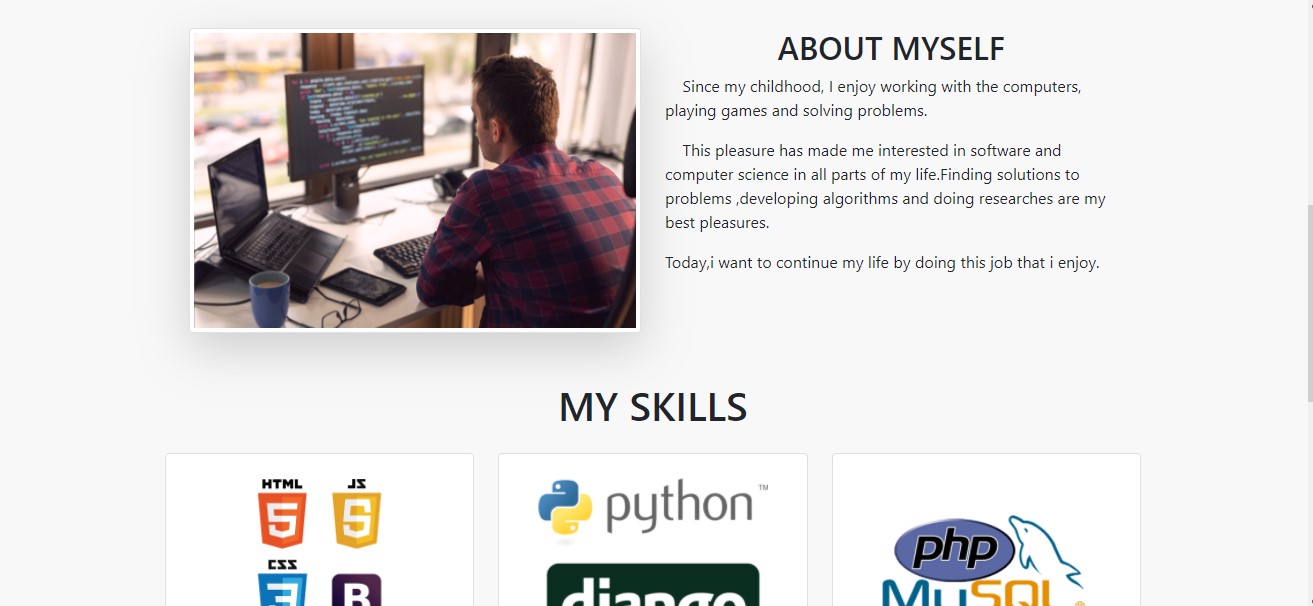 ABOUT MYSELF
Since my childhood, I enjoy working with the computers,
playing games and solving problems.
This pleasure has made me interested in software and
computer science in all parts of my life.Finding solutions to
problems ,developing algorithms and doing researches are my
best pleasures.
Today,i want to continue my life by doing this job that i enjoy.
MY SKILLS
HTML
5
JS
5
CSS
3
B
python™
django
php
MySQL®